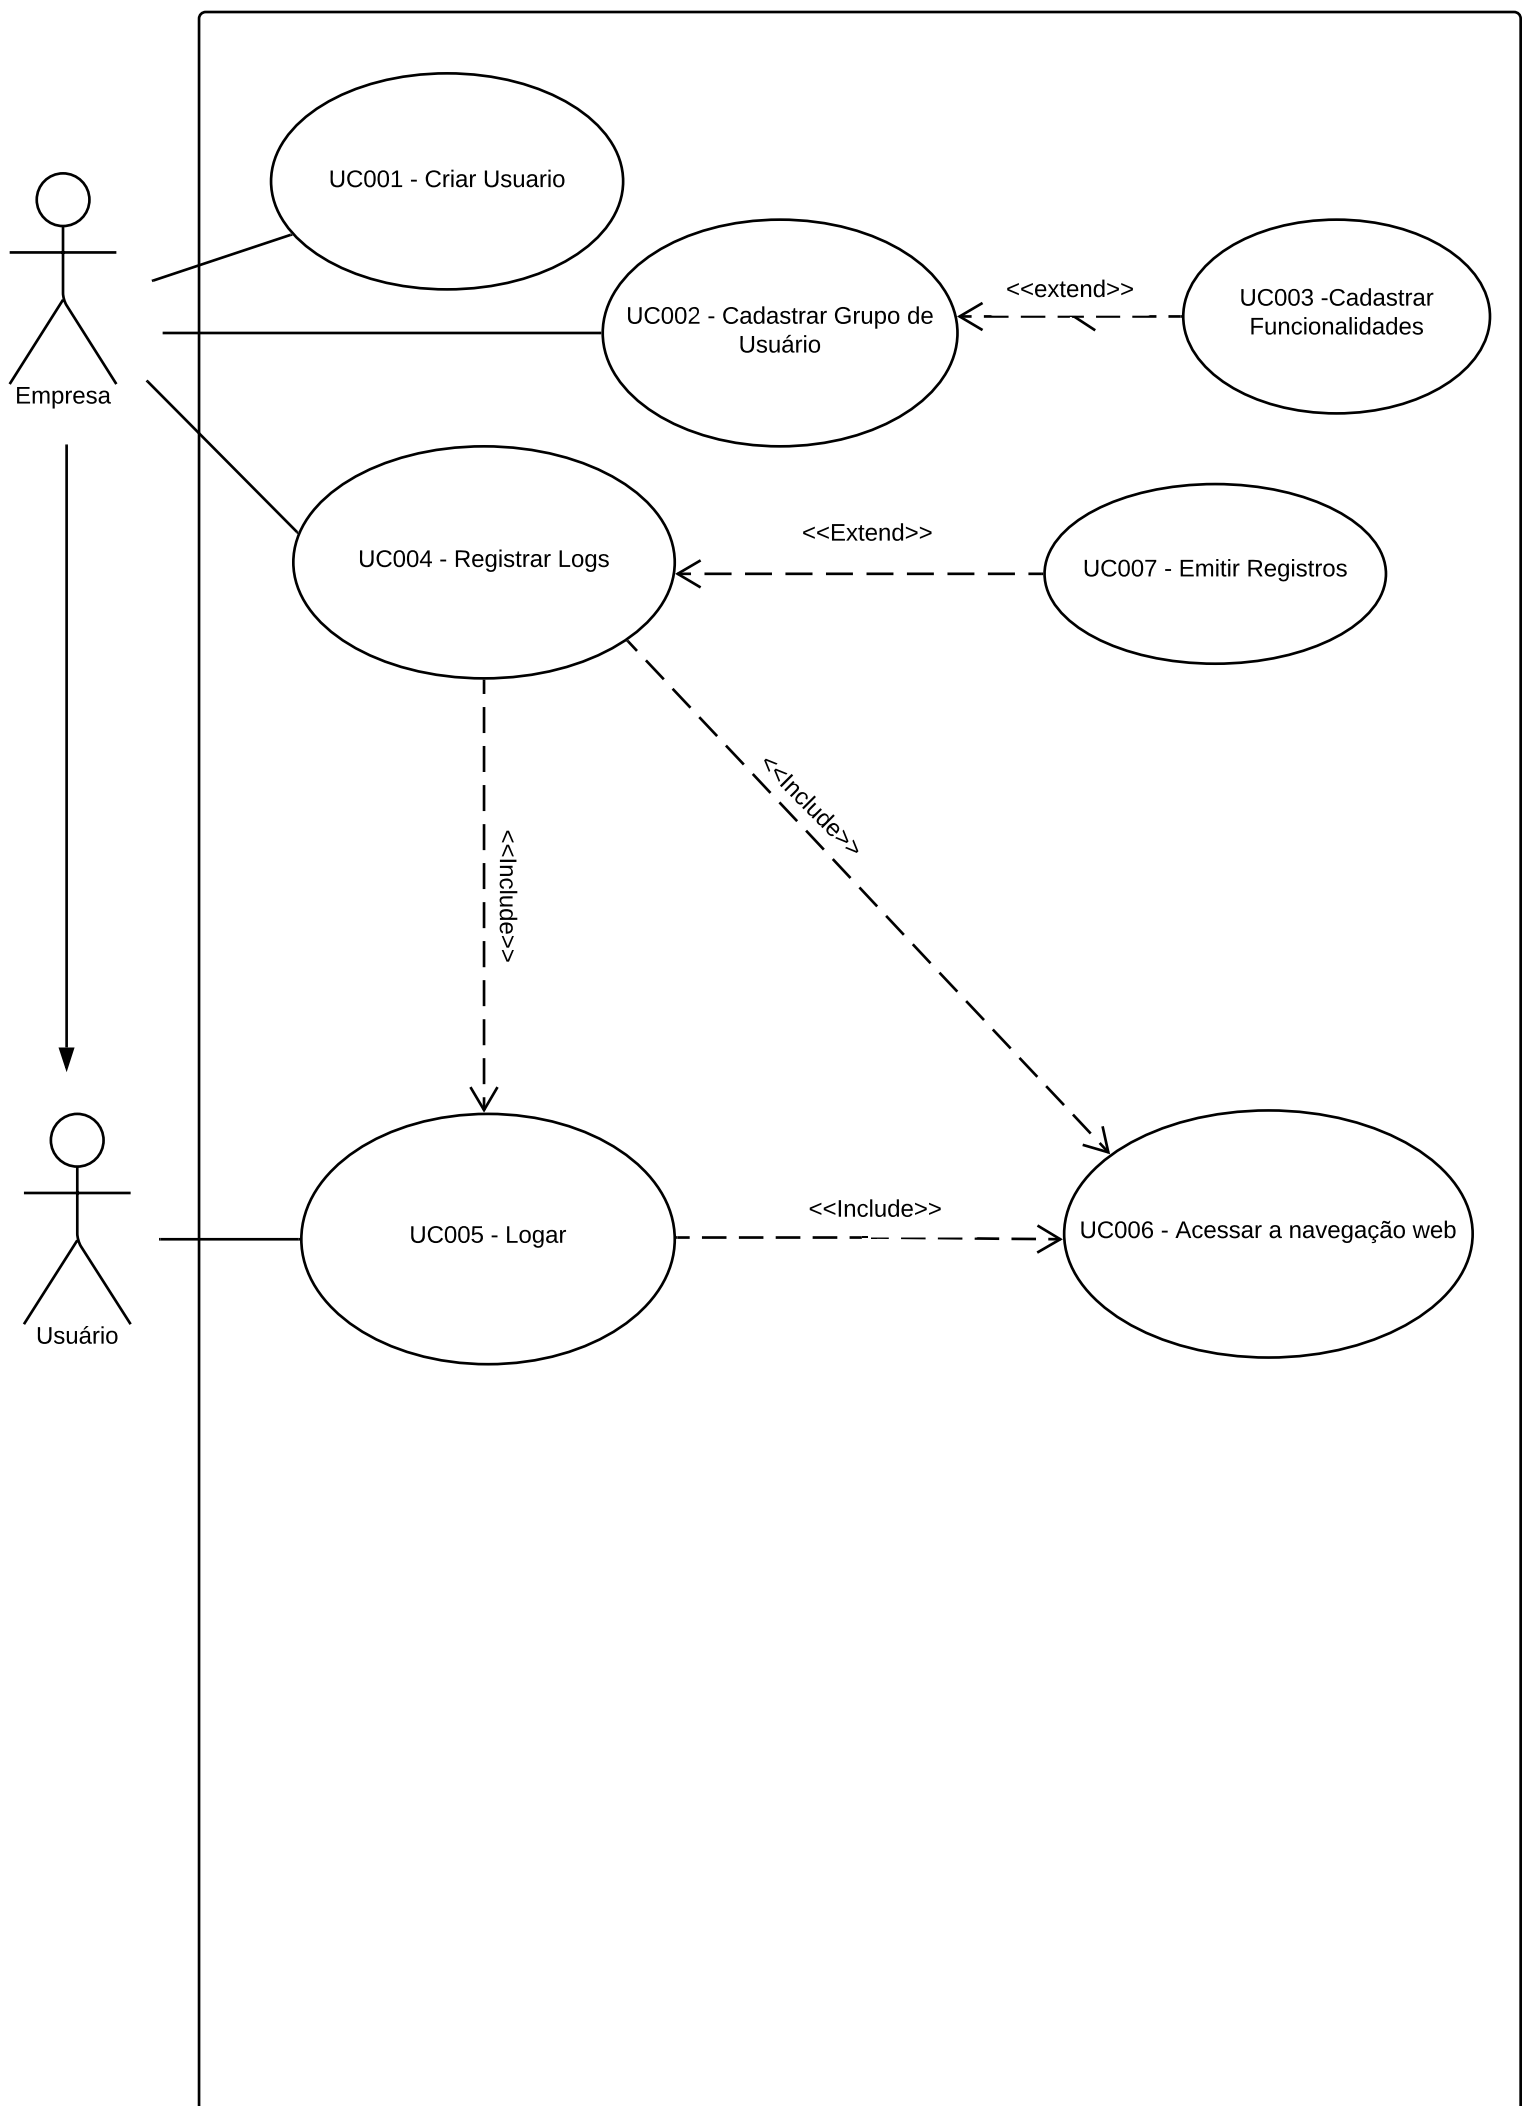 UC001 - Criar Usuario
UC002 - Cadastrar Grupo de
Usuário
<<extend>>
UC003 -Cadastrar
Funcionalidades
Empresa
UC004 - Registrar Logs
<<Extend>>
UC007 - Emitir Registros
<<Include>>
<<Include>>
UC005 - Logar
<<Include>>
UC006 - Acessar a navegação web
Usuário